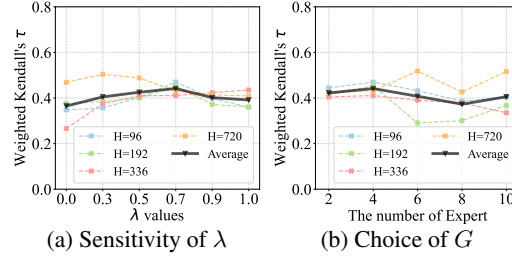 Weighted Kendall's τ
0.8
0.6
0.4
0.2
0.0
H=96
H=192
H=336
H=720
Average
0.0 0.3 0.5 0.7 0.9 1.0
λ values
(a) Sensitivity of λ
Weighted Kendall's τ
0.8
0.6
0.4
0.2
0.0
H=96
H=192
H=336
H=720
Average
2 4 6 8 10
The number of Expert
(b) Choice of G